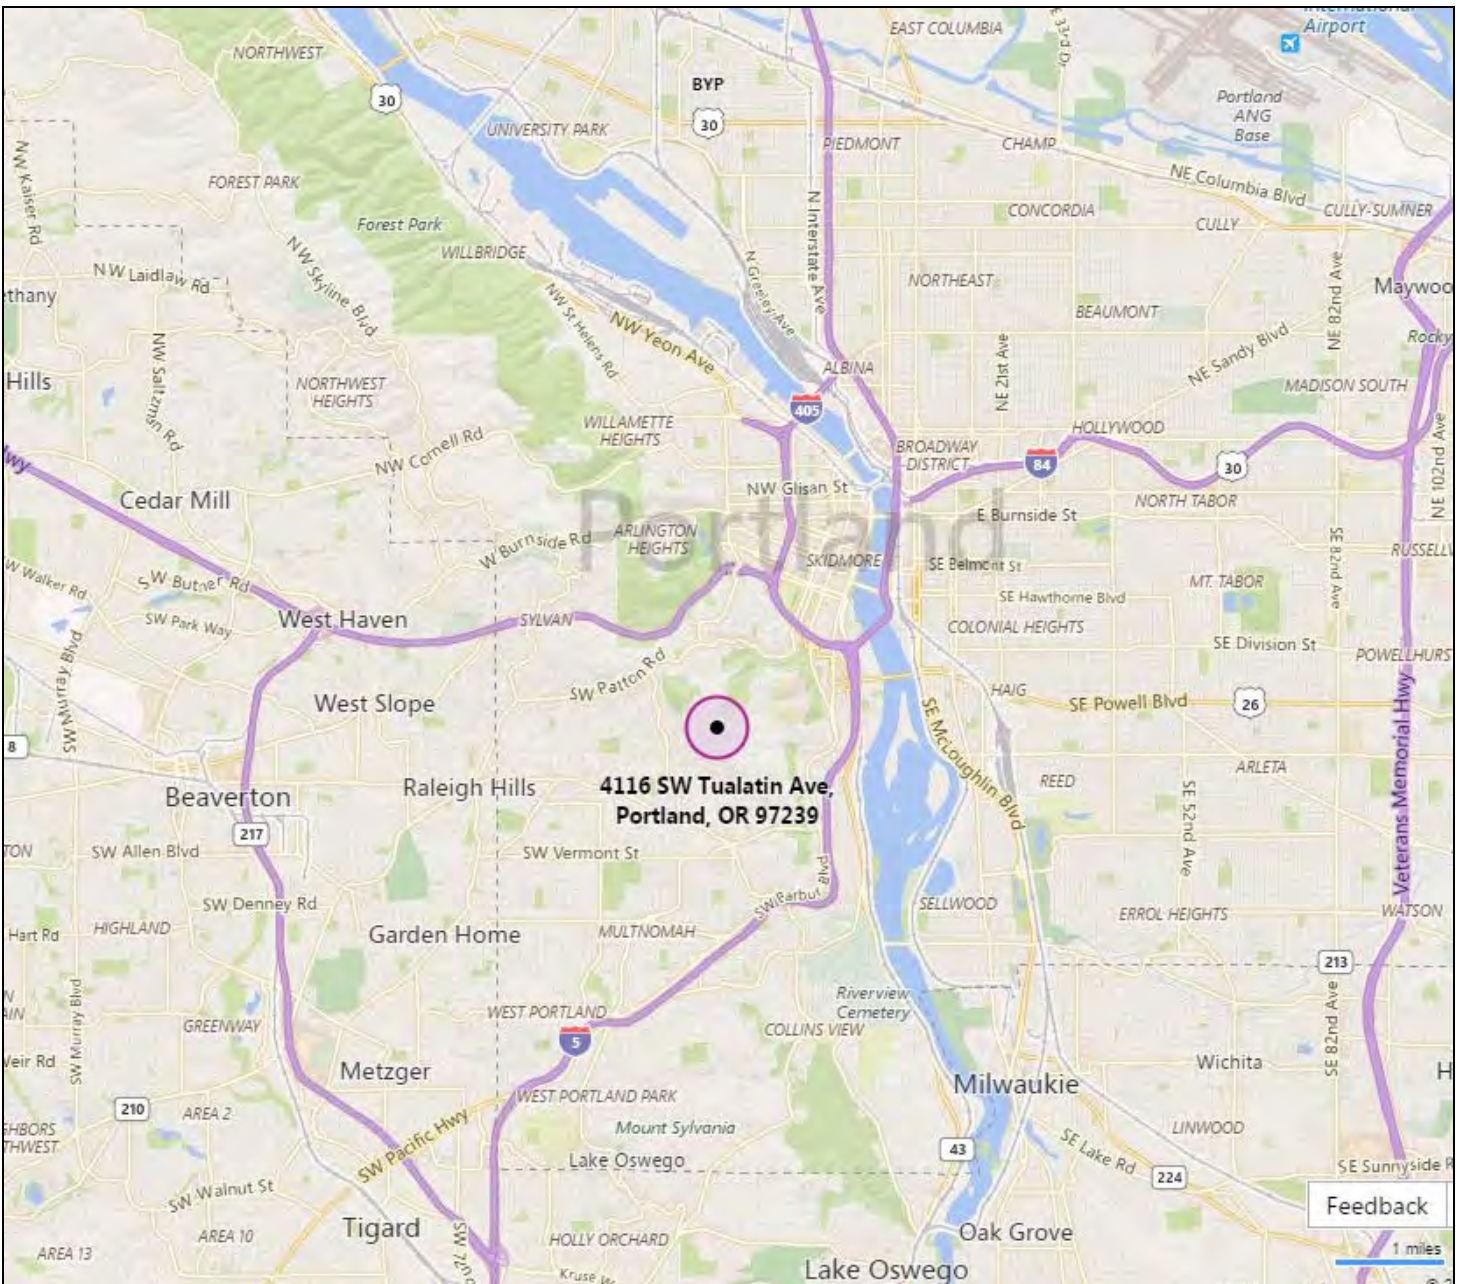 International
Airport
EAST COLUMBIA
E 33rd Dr
NORTHWEST
BYP
30
30
Portland
ANG
Base
UNIVERSITY PARK
PIEDMONT
CHAMP
NW Kaiser Rd
FOREST PARK
NE Columbia Blvd
Forest Park
N Interstate Ave
CONCORDIA
CULLY
CULLY-SUMNER
WILLBRIDGE
NW Skyline Blvd
NW Laidlaw Rd
thany
N Greeley Ave
NORTHEAST
NE 82nd Ave
Maywoo
NW St Helens Rd
NW Yeon Ave
BEAUMONT
NE Sandy Blvd
Rocky
NW Saltzman Rd
Hills
NORTHWEST
HEIGHTS
ALBINA
NE 21st Ave
MADISON SOUTH
405
WILLAMETTE
HEIGHTS
HOLLYWOOD
NW Cornell Rd
BROADWAY
DISTRICT
84
30
NE 102nd Ave
Hwy
Cedar Mill
NW Glisan St
NORTH TABOR
Portland
E Burnside St
ARLINGTON
HEIGHTS
W Burnside Rd
SKIDMORE
SE Belmont St
SE 82nd Ave
RUSSELLV
W Walker Rd
SW Butner Rd
MT. TABOR
SE Hawthorne Blvd
SW Park Way
West Haven
SYLVAN
COLONIAL HEIGHTS
SE Division St
POWELLHURS
SW Murray Blvd
SW Patton Rd
HAIG
SE Powell Blvd
26
West Slope
8
SE McLoughlin Blvd
Veterans Memorial Hwy
4116 SW Tualatin Ave,
Portland, OR 97239
Raleigh Hills
REED
ARLETA
SE 52nd Ave
Beaverton
217
TON
SW Allen Blvd
SW Vermont St
SW Barbur Blvd
SW Denney Rd
SELLWOOD
ERROL HEIGHTS
WATSON
Hart Rd
HIGHLAND
Garden Home
MULTNOMAH
213
SW Murray Blvd
Riverview
Cemetery
N
AIN
GREENWAY
WEST PORTLAND
COLLINS VIEW
SE 82nd Ave
5
Weir Rd
Metzger
Wichita
H
Milwaukie
WEST PORTLAND PARK
210
AREA 2
SW Pacific Hwy
Mount Sylvania
LINWOOD
GHBORS
THWEST
43
SE Lake Rd
Lake Oswego
224
SE Sunnyside R
SW Walnut St
Feedback
Tigard
AREA 10
SW 72nd
HOLLY ORCHARD
Oak Grove
AREA 13
1 miles
Kruse W
Lake Oswego